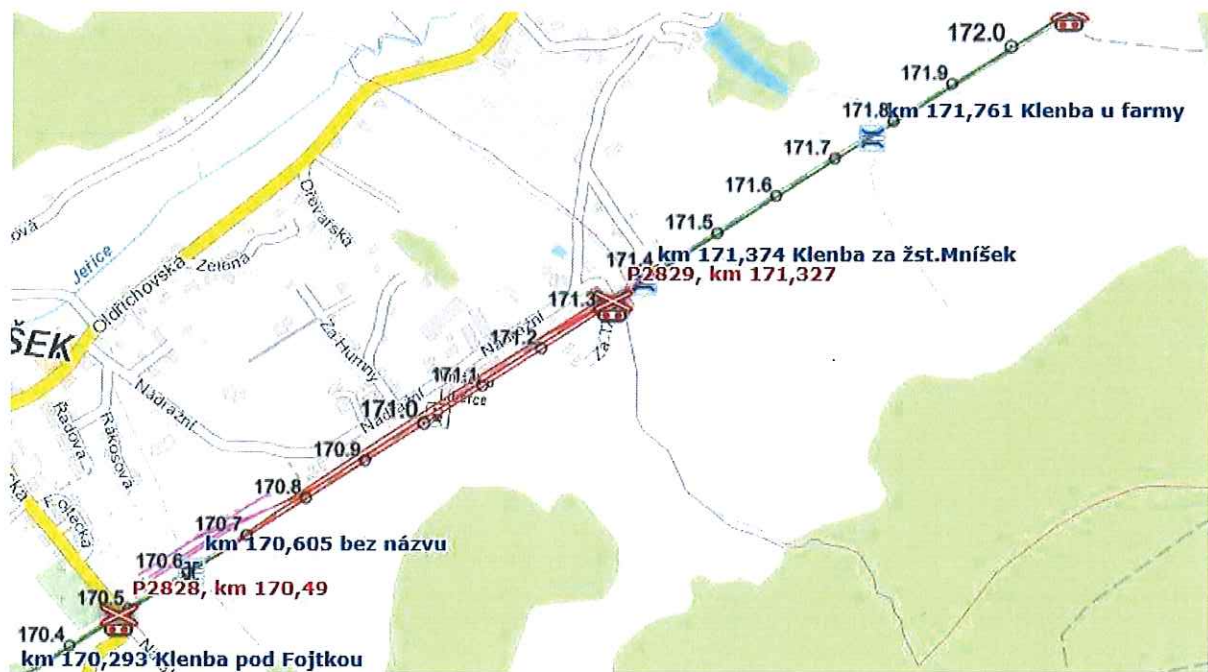 172.0
171.9
171.8
km 171,761 Klenba u farmy
171.7
171.6
171.5
Ořevařská
ová
Zelená
Jeřice
171.4
km 171,374 Klenba za žst.Mníšek
P2829, km 171,327
171.3
Oldřichovská
ŠEK
Nádražní
171.2
Za Humny
171.1
Nádražní
Nádražní
171.0
Řadová
Rákosová
170.9
170.8
170.7
km 170,605 bez názvu
170.6
P2828, km 170,49
170.5
170.4
km 170,293 Klenba pod Fojtkou